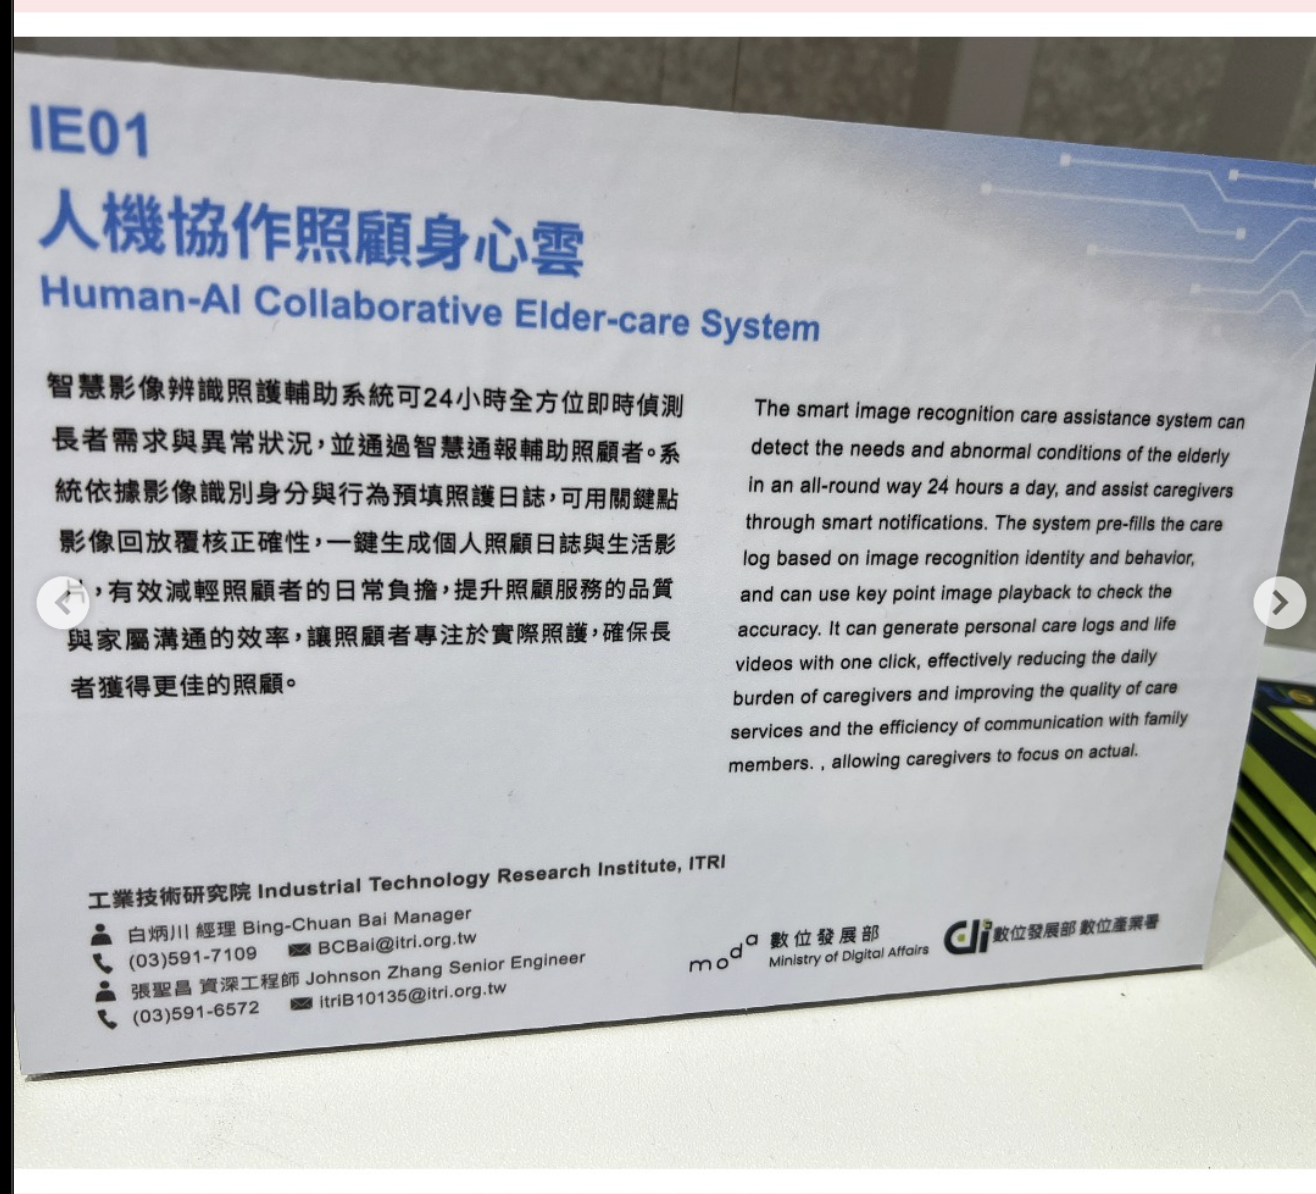 IE01
人機協作照顧身心雲
Human-AI Collaborative Elder-care System
智慧影像辨識照護輔助系統可24小時全方位即時偵測
長者需求與異常狀況，並通過智慧通報輔助照顧者。系
統依據影像識別身分與行為預填照護日誌，可用關鍵點
影像回放覆核正確性，一鍵生成個人照顧日誌與生活影
片，有效減輕照顧者的日常負擔，提升照顧服務的品質
與家屬溝通的效率，讓照顧者專注於實際照護，確保長
者獲得更佳的照顧。
The smart image recognition care assistance system can
detect the needs and abnormal conditions of the elderly
in an all-round way 24 hours a day, and assist caregivers
through smart notifications. The system pre-fills the care
log based on image recognition identity and behavior,
and can use key point image playback to check the
accuracy. It can generate personal care logs and life
videos with one click, effectively reducing the daily
burden of caregivers and improving the quality of care
services and the efficiency of communication with family
members. , allowing caregivers to focus on actual.
工業技術研究院 Industrial Technology Research Institute, ITRI
白炳川 經理 Bing-Chuan Bai Manager
(03)591-7109 BCBai@itri.org.tw
張聖昌 資深工程師 Johnson Zhang Senior Engineer
(03)591-6572 itriB10135@itri.org.tw
moda 數位發展部
Ministry of Digital Affairs
di 數位發展部 數位產業署